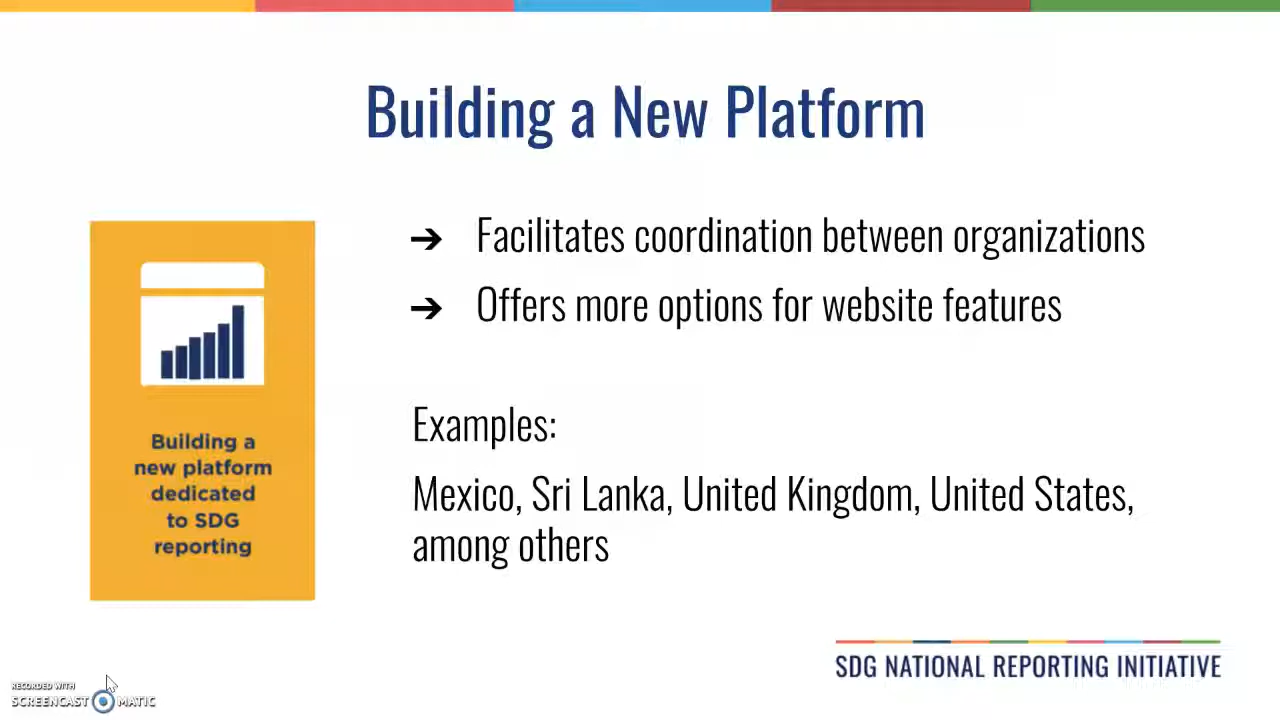 Building a New Platform
➔ Facilitates coordination between organizations
➔ Offers more options for website features
Examples:
Mexico, Sri Lanka, United Kingdom, United States,
among others
Building a
new platform
dedicated
to SDG
reporting
SDG NATIONAL REPORTING INITIATIVE
RECORDED WITH
SCREENCAST MATIC